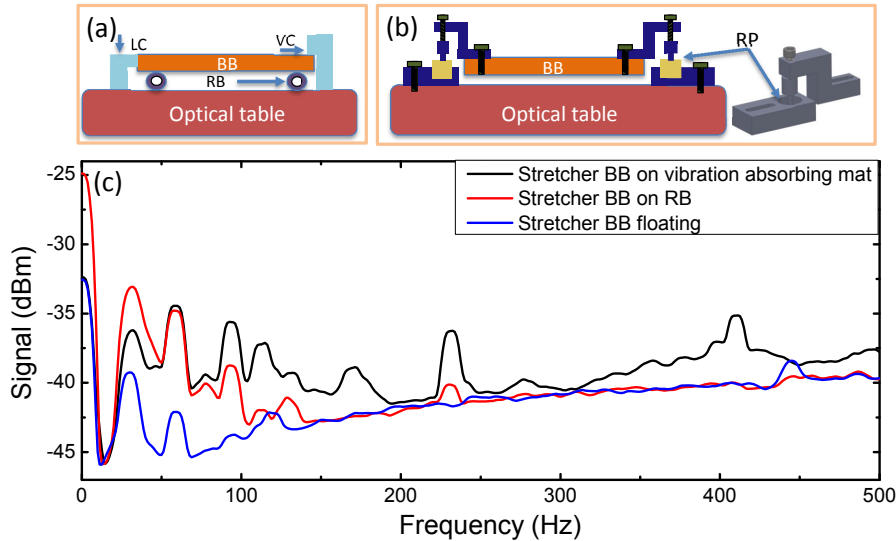 (a)
LC
VC
BB
RB
Optical table
(b)
RP
BB
Optical table
(c)
Stretcher BB on vibration absorbing mat
Stretcher BB on RB
Stretcher BB floating
Signal (dBm)
-25
-30
-35
-40
-45
0
100
200
300
400
500
Frequency (Hz)